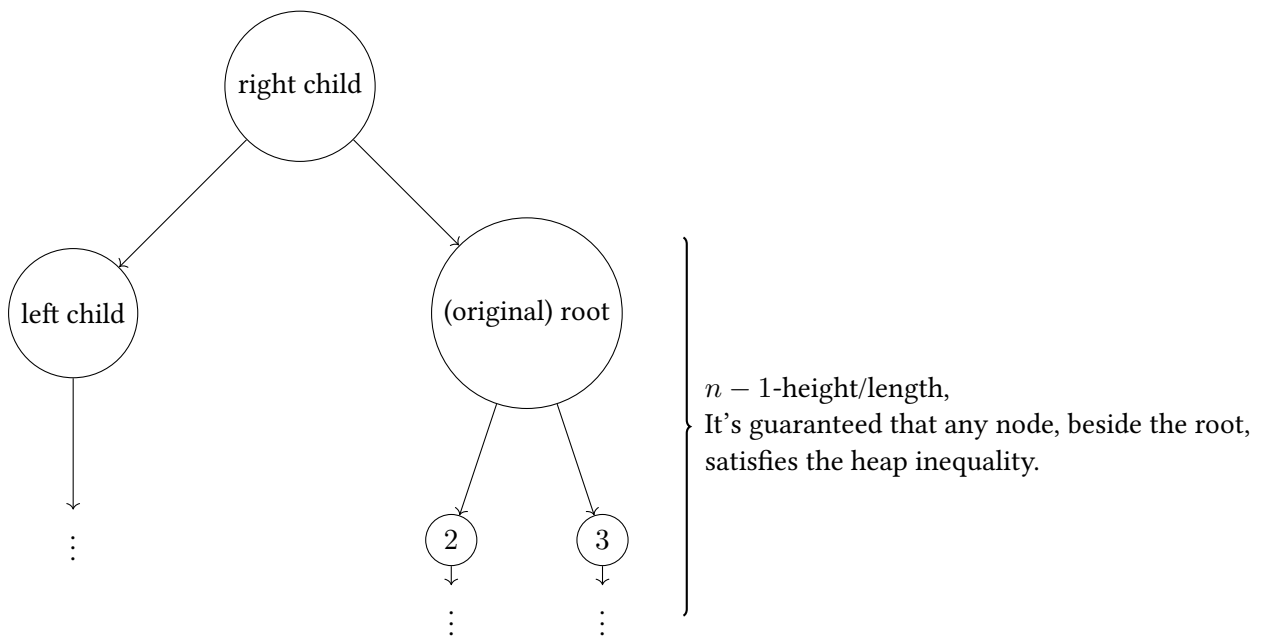 right child
left child
(original) root
n − 1-height/length,
It's guaranteed that any node, beside the root,
satisfies the heap inequality.
2
3
⋮
⋮
⋮